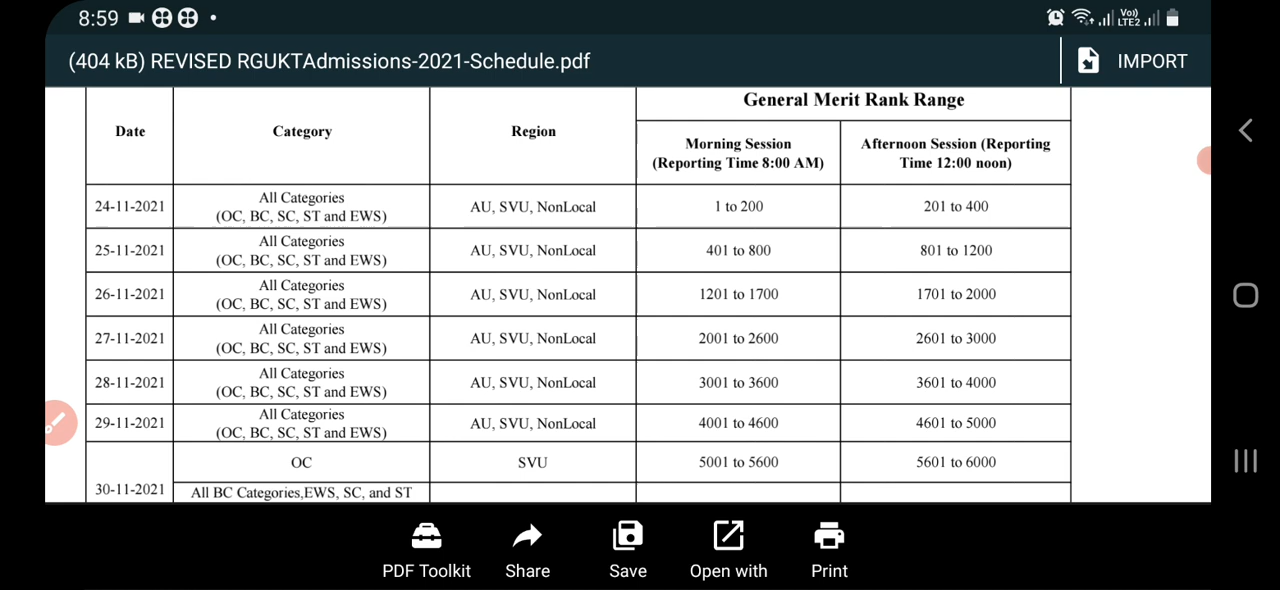 8:59
Vo))
LTE2
(404 kB) REVISED RGUKTAdmissions-2021-Schedule.pdf
IMPORT
Date
Category
Region
General Merit Rank Range
Morning Session
(Reporting Time 8:00 AM)
Afternoon Session (Reporting
Time 12:00 noon)
24-11-2021
All Categories
(OC, BC, SC, ST and EWS)
AU, SVU, NonLocal
1 to 200
201 to 400
25-11-2021
All Categories
(OC, BC, SC, ST and EWS)
AU, SVU, NonLocal
401 to 800
801 to 1200
26-11-2021
All Categories
(OC, BC, SC, ST and EWS)
AU, SVU, NonLocal
1201 to 1700
1701 to 2000
27-11-2021
All Categories
(OC, BC, SC, ST and EWS)
AU, SVU, NonLocal
2001 to 2600
2601 to 3000
28-11-2021
All Categories
(OC, BC, SC, ST and EWS)
AU, SVU, NonLocal
3001 to 3600
3601 to 4000
29-11-2021
All Categories
(OC, BC, SC, ST and EWS)
AU, SVU, NonLocal
4001 to 4600
4601 to 5000
30-11-2021
OC
SVU
5001 to 5600
5601 to 6000
All BC Categories,EWS, SC, and ST
PDF Toolkit
Share
Save
Open with
Print